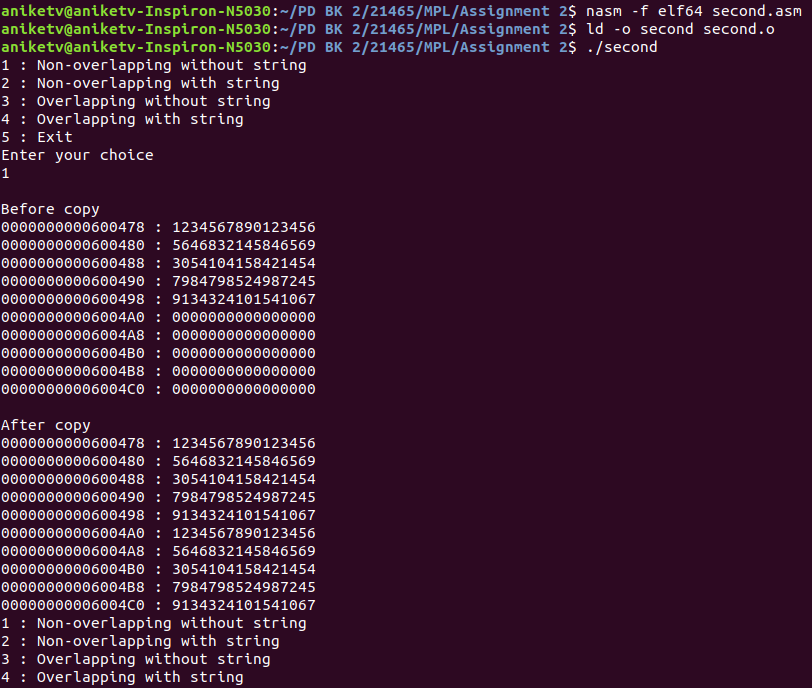 aniketv@aniketv-Inspiron-N5030:~/PD BK 2/21465/MPL/Assignment 2$ nasm -f elf64 second.asm
aniketv@aniketv-Inspiron-N5030:~/PD BK 2/21465/MPL/Assignment 2$ ld -o second second.o
aniketv@aniketv-Inspiron-N5030:~/PD BK 2/21465/MPL/Assignment 2$ ./second
1 : Non-overlapping without string
2 : Non-overlapping with string
3 : Overlapping without string
4 : Overlapping with string
5 : Exit
Enter your choice
1
Before copy
0000000000600478 : 1234567890123456
0000000000600480 : 5646832145846569
0000000000600488 : 3054104158421454
0000000000600490 : 7984798524987245
0000000000600498 : 9134324101541067
00000000006004A0 : 0000000000000000
00000000006004A8 : 0000000000000000
00000000006004B0 : 0000000000000000
00000000006004B8 : 0000000000000000
00000000006004C0 : 0000000000000000
After copy
0000000000600478 : 1234567890123456
0000000000600480 : 5646832145846569
0000000000600488 : 3054104158421454
0000000000600490 : 7984798524987245
0000000000600498 : 9134324101541067
00000000006004A0 : 1234567890123456
00000000006004A8 : 5646832145846569
00000000006004B0 : 3054104158421454
00000000006004B8 : 7984798524987245
00000000006004C0 : 9134324101541067
1 : Non-overlapping without string
2 : Non-overlapping with string
3 : Overlapping without string
4 : Overlapping with string